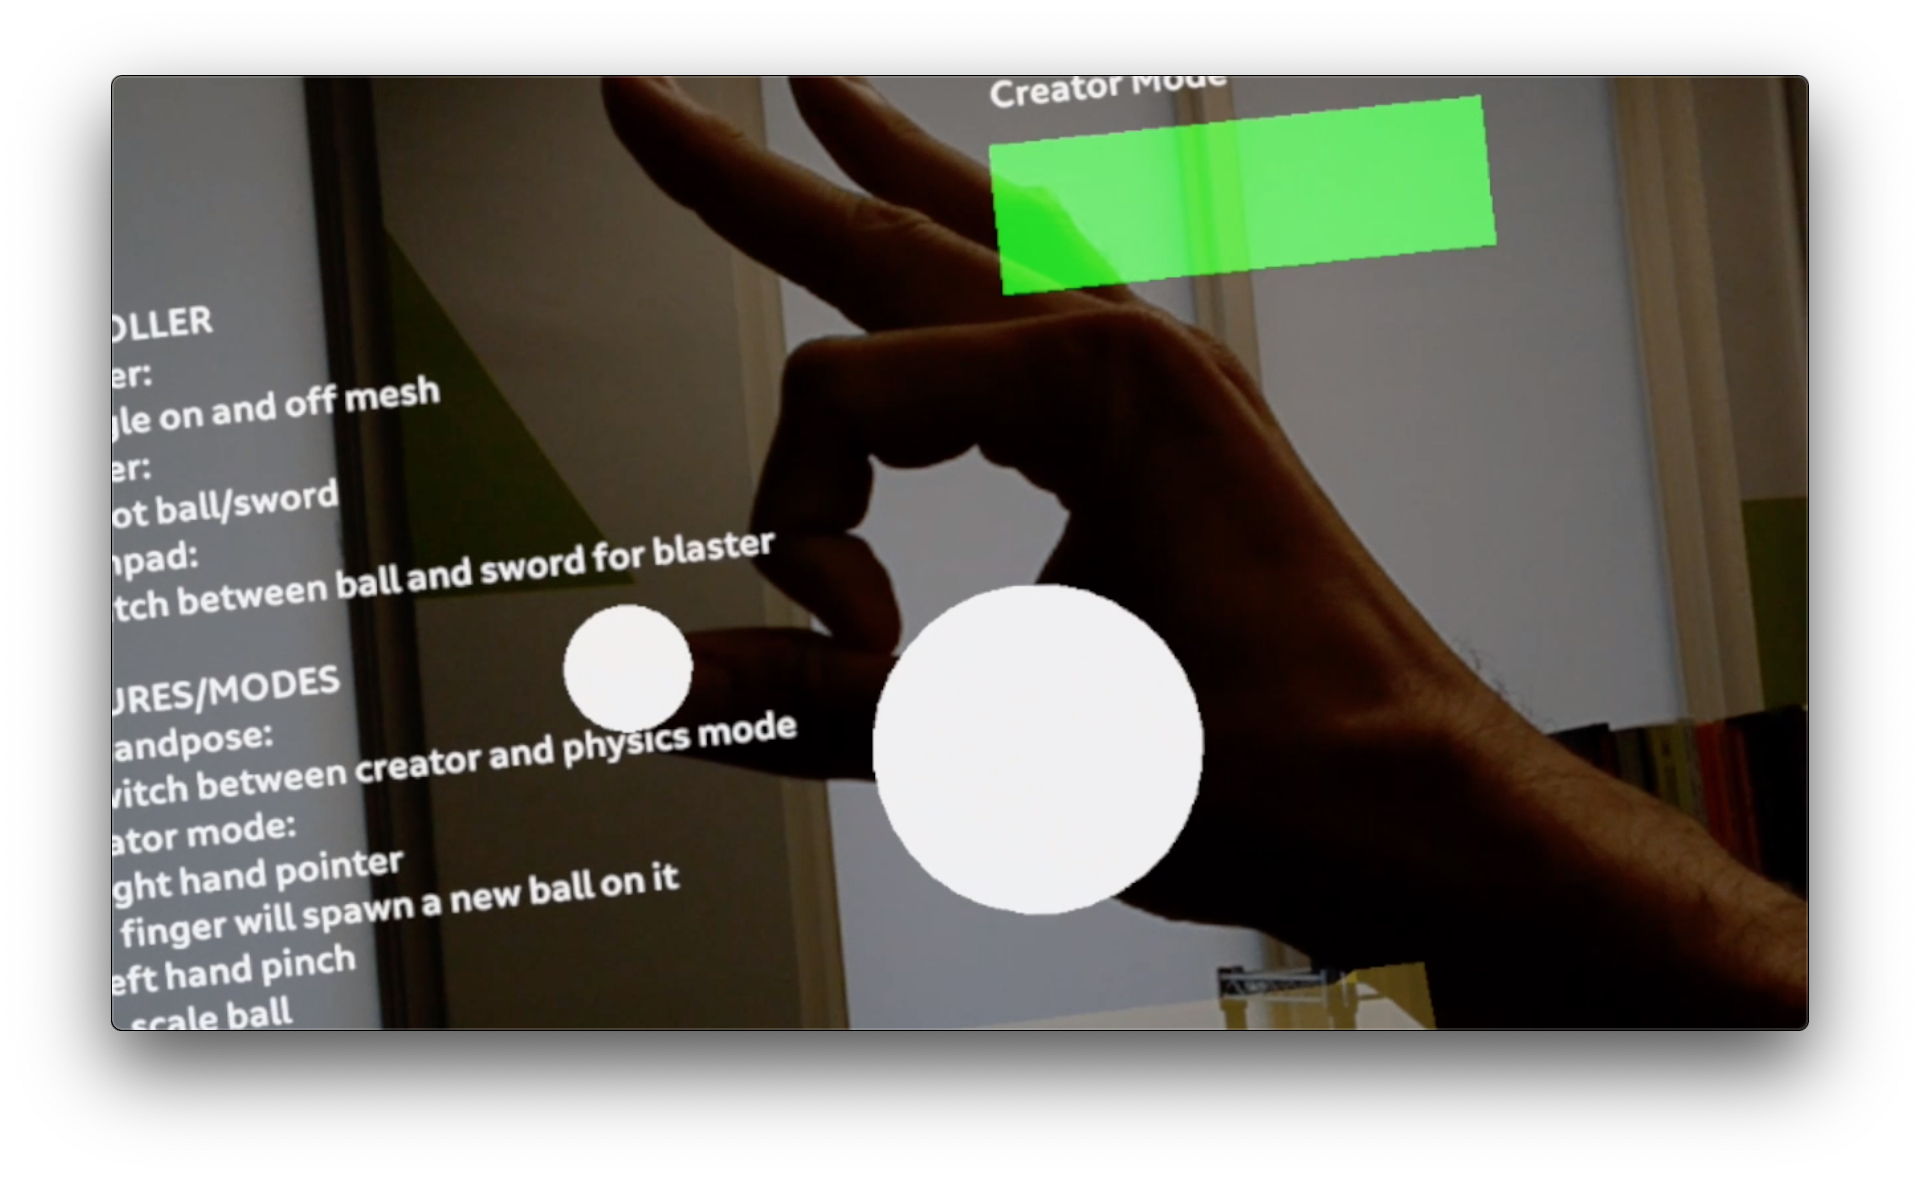 Creator Mode
OLLER
er:
gle on and off mesh
er:
ot ball/sword
npad:
tch between ball and sword for blaster
URES/MODES
andpose:
witch between creator and physics mode
ator mode:
ght hand pointer
finger will spawn a new ball on it
eft hand pinch
scale ball